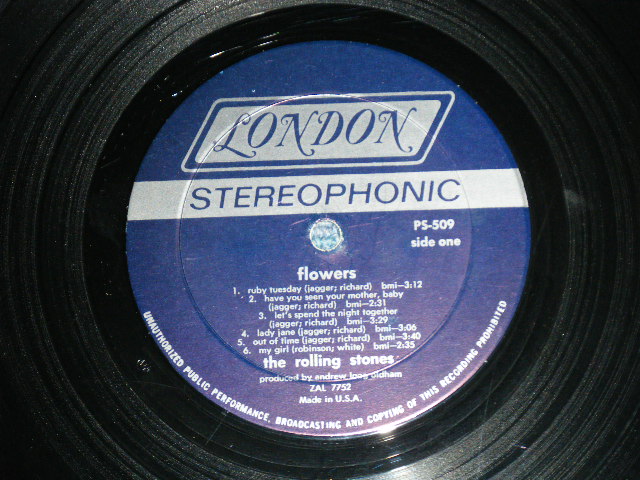 LONDON
STEREOPHONIC
PS-509
side one
flowers
1. ruby tuesday (jagger; richard) bmi—3:12
2. have you seen your mother, baby
(jagger; richard) bmi—2:31
3. let's spend the night together
(jagger; richard) bmi—3:29
4. lady jane (jagger; richard) bmi—3:06
5. out of time (jagger; richard) bmi—3:40
6. my girl (robinson; white) bmi—2:35
the rolling stones
produced by andrew loog oldham
ZAL 7752
Made in U.S.A.
UNAUTHORIZED PUBLIC PERFORMANCE, BROADCASTING AND COPYING OF THIS RECORDING PROHIBITED